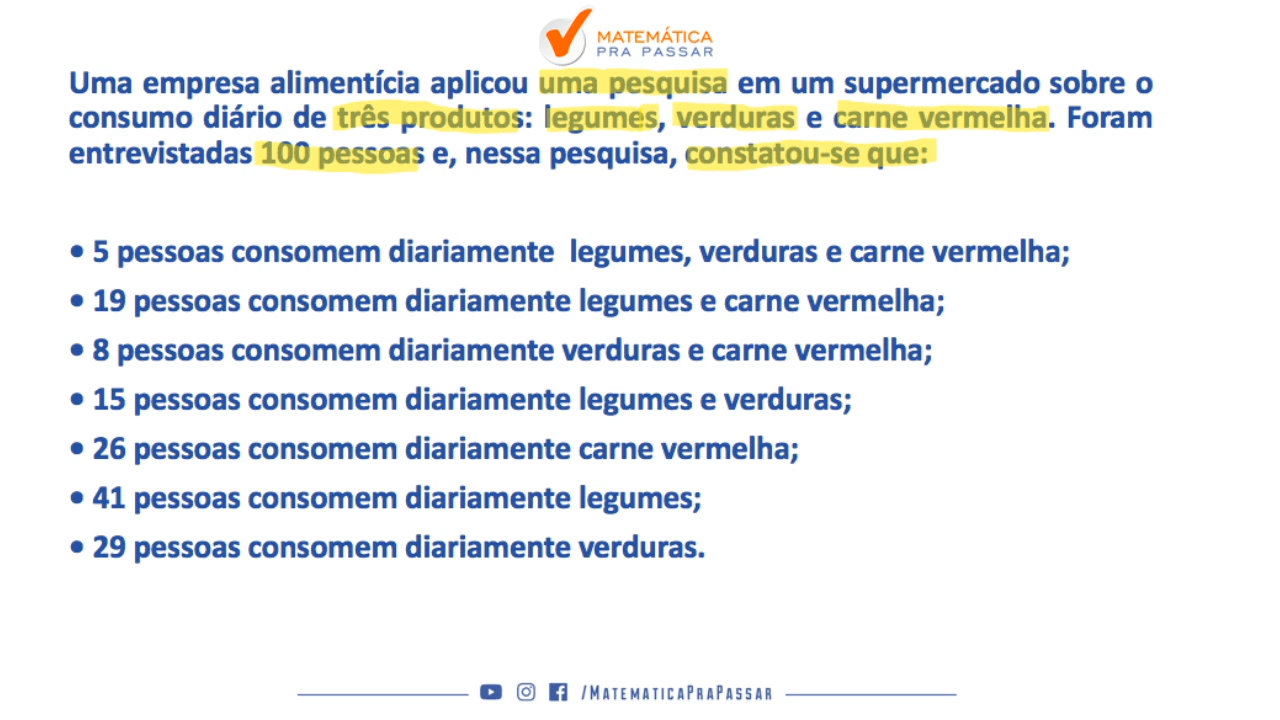 MATEMÁTICA
PRA PASSAR
Uma empresa alimentícia aplicou uma pesquisa em um supermercado sobre o
consumo diário de três produtos: legumes, verduras e carne vermelha. Foram
entrevistadas 100 pessoas e, nessa pesquisa, constatou-se que:
• 5 pessoas consomem diariamente legumes, verduras e carne vermelha;
• 19 pessoas consomem diariamente legumes e carne vermelha;
• 8 pessoas consomem diariamente verduras e carne vermelha;
• 15 pessoas consomem diariamente legumes e verduras;
• 26 pessoas consomem diariamente carne vermelha;
• 41 pessoas consomem diariamente legumes;
• 29 pessoas consomem diariamente verduras.
/MATEMATICAPRAPASSAR